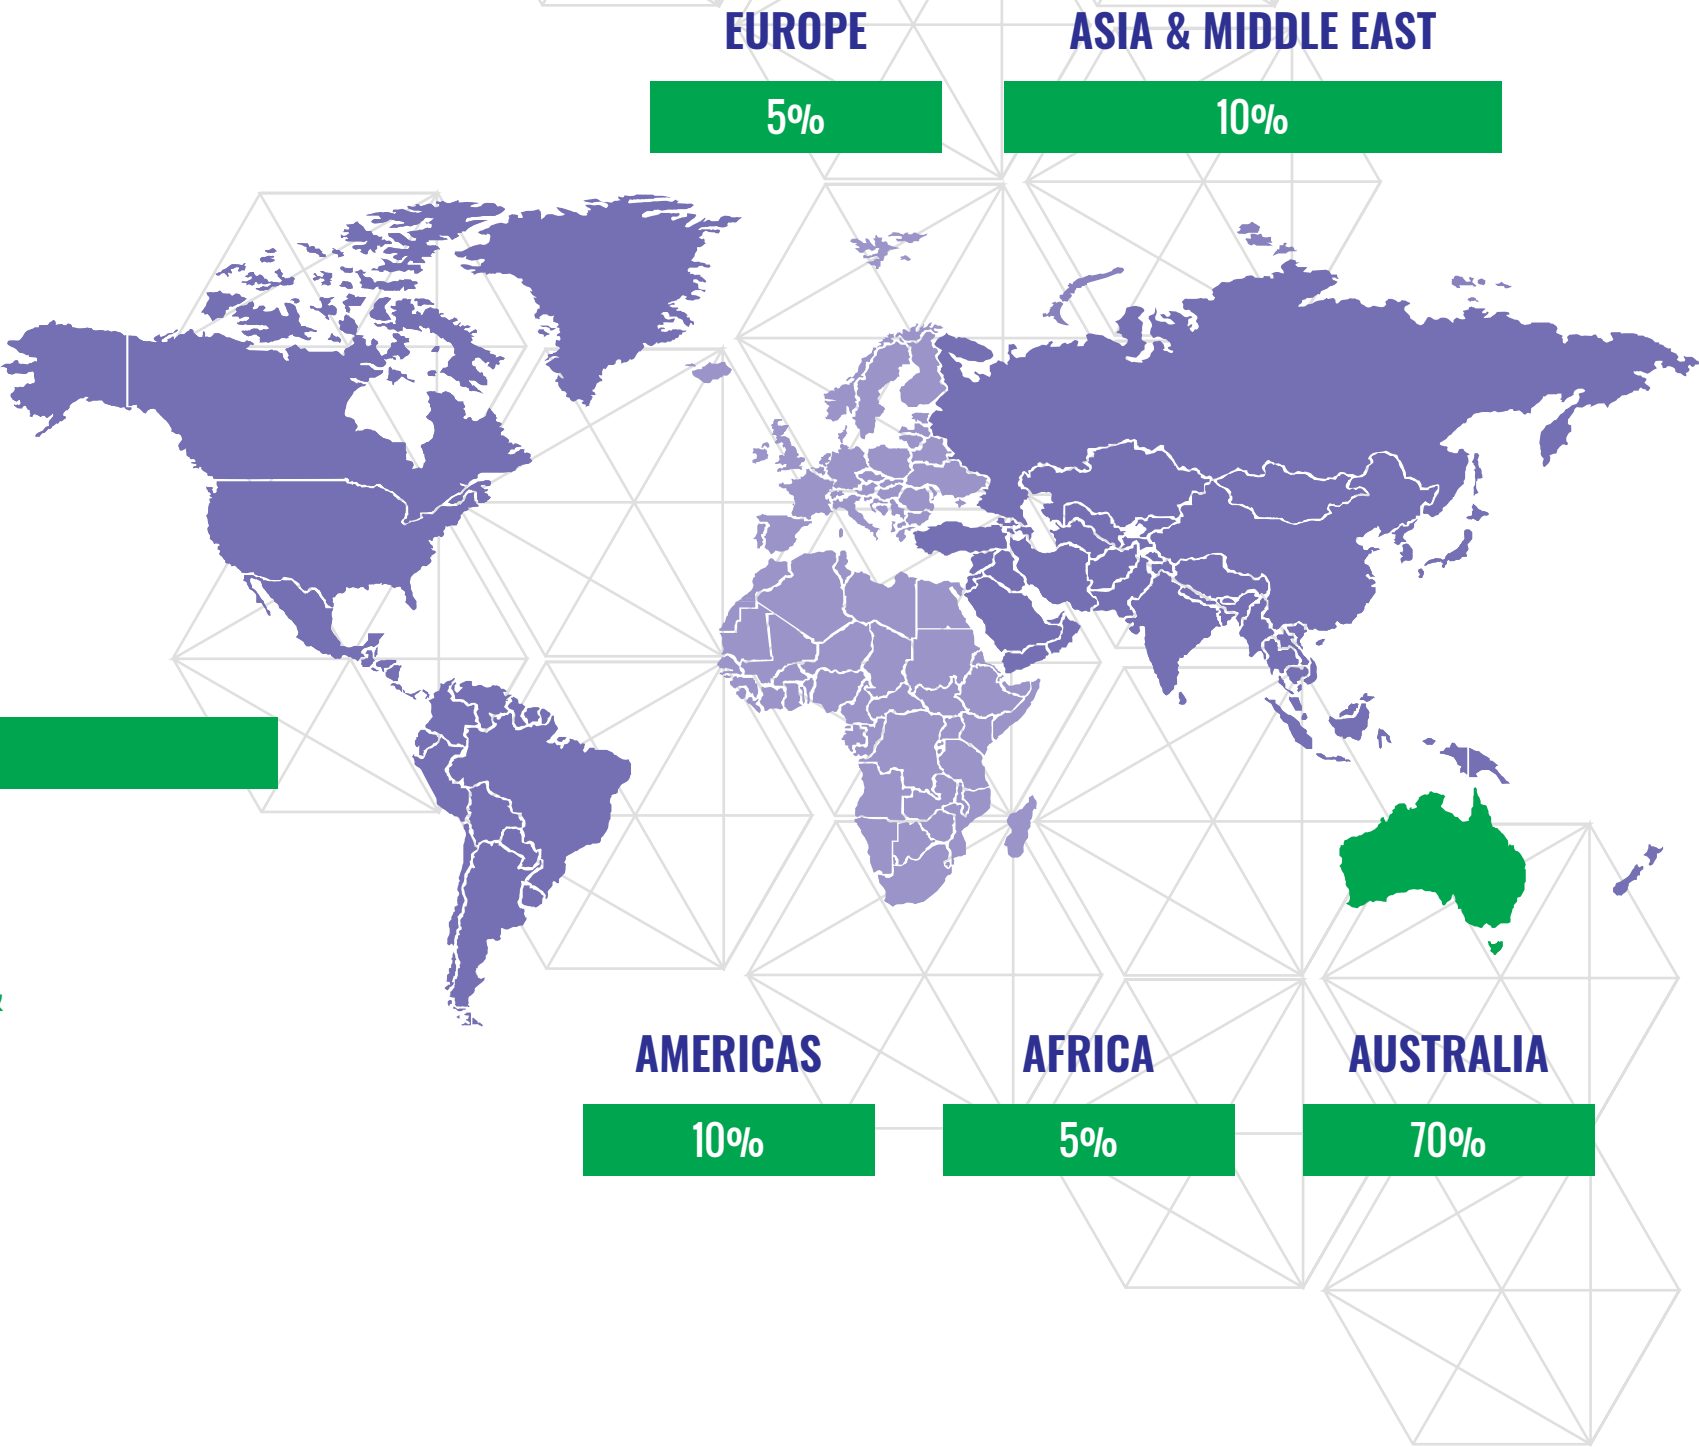 EUROPE
ASIA & MIDDLE EAST
5%
10%
AMERICAS
AFRICA
AUSTRALIA
10%
5%
70%